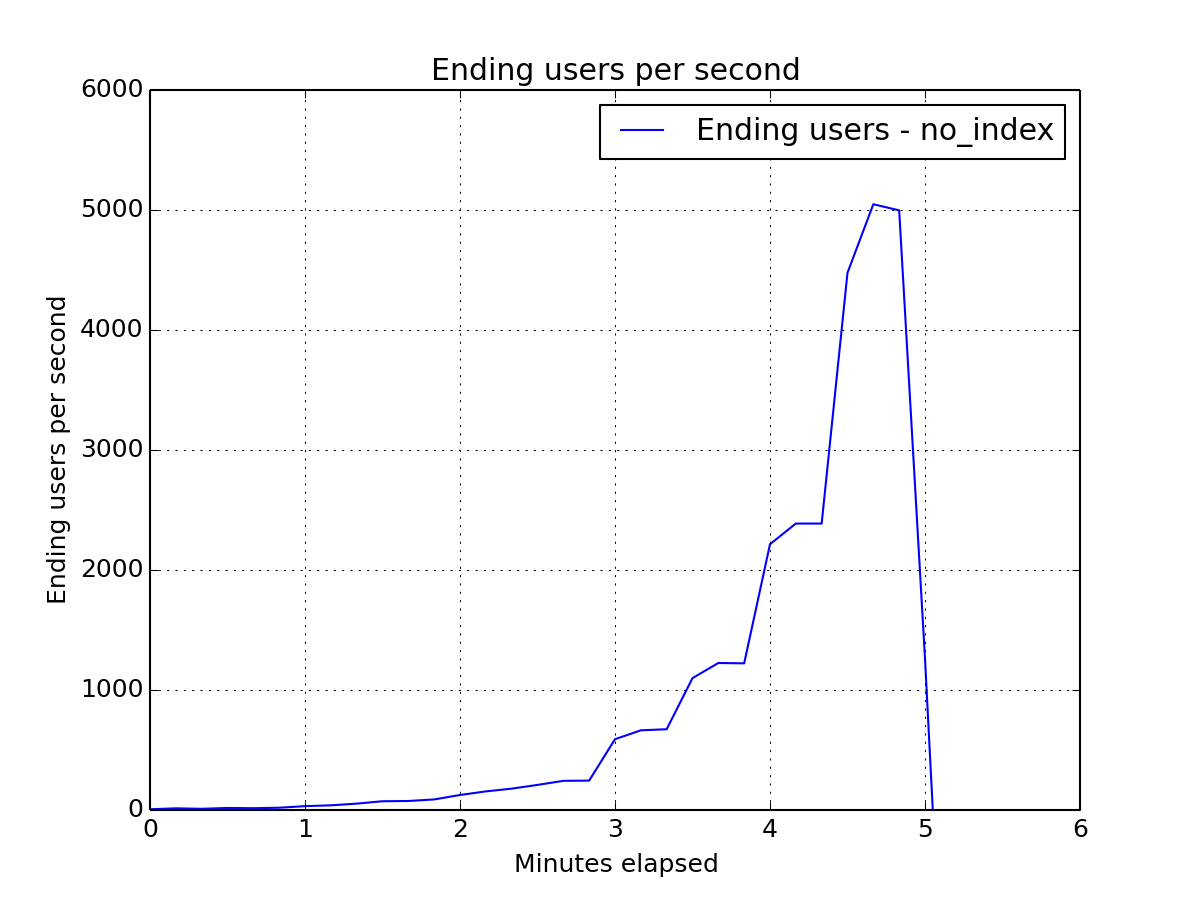 Ending users per second
Ending users - no_index
Ending users per second
6000
5000
4000
3000
2000
1000
0
0 1 2 3 4 5 6
Minutes elapsed